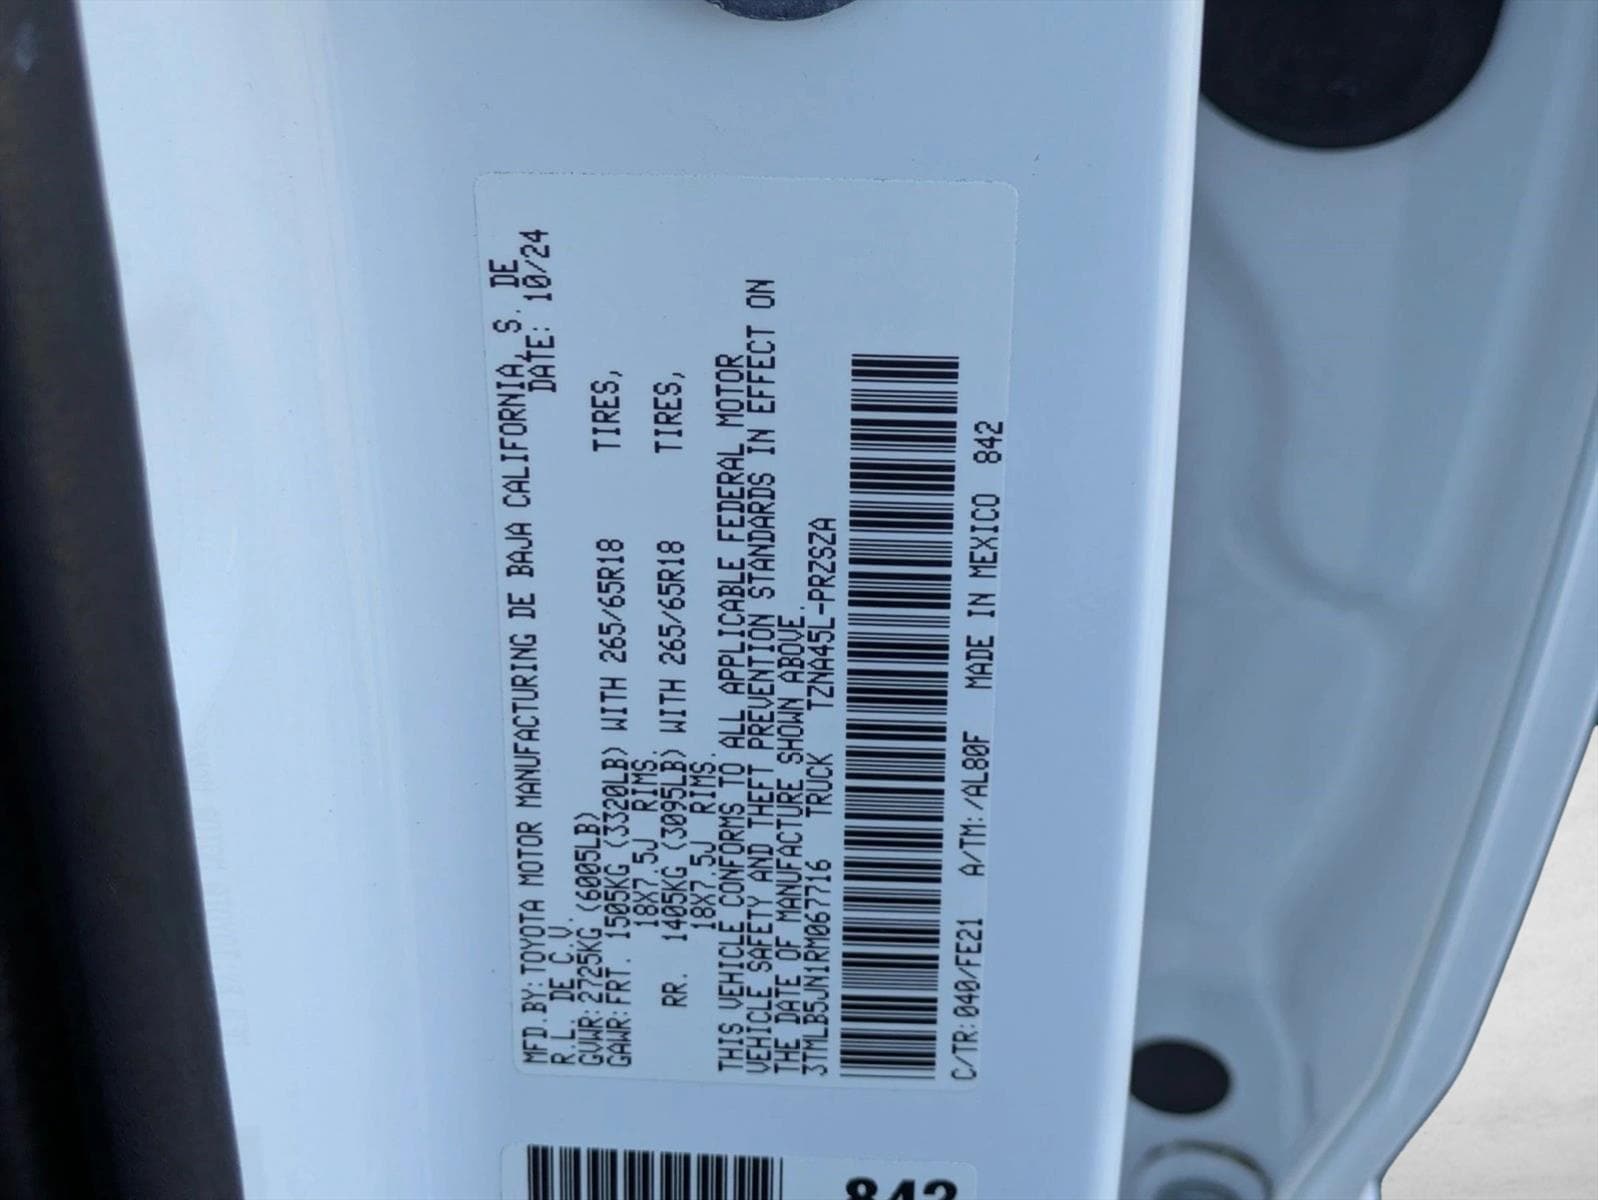 MFD.BY:TOYOTA MOTOR MANUFACTURING DE BAJA CALIFORNIA, S. DE
R.L. DE C.V. DATE: 10/24
GVWR:2725KG (6005LB)
GAWR:FRT. 1505KG (3320LB) WITH 265/65R18 TIRES,
18X7.5J RIMS.
RR. 1405KG (3095LB) WITH 265/65R18 TIRES,
18X7.5J RIMS.
THIS VEHICLE CONFORMS TO ALL APPLICABLE FEDERAL MOTOR
VEHICLE SAFETY AND THEFT PREVENTION STANDARDS IN EFFECT ON
THE DATE OF MANUFACTURE SHOWN ABOVE.
3TMLB5JN1RM067716 TRUCK TZNA45L-PRZSZA
C/TR:040/FE21 A/TM:/AL80F MADE IN MEXICO 842
842